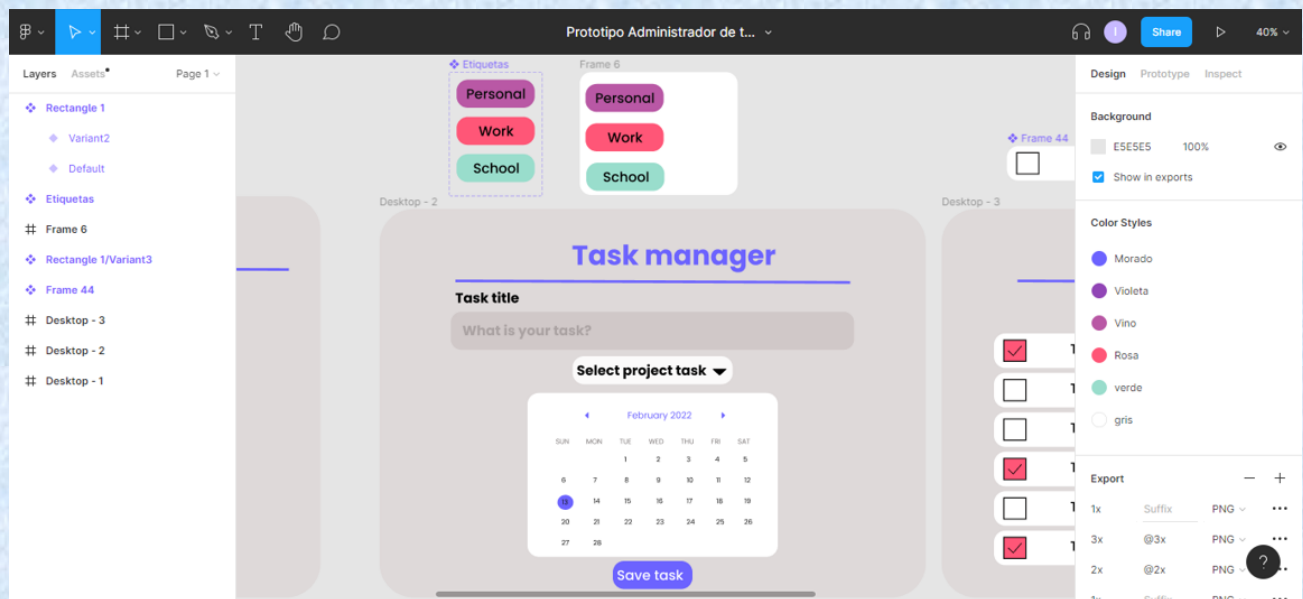 Prototipo Administrador de t...
I
Share
40%
Layers Assets Page 1
Rectangle 1
Variant2
Default
Etiquetas
Frame 6
Rectangle 1/Variant3
Frame 44
Desktop - 3
Desktop - 2
Desktop - 1
Etiquetas
Personal
Work
School
Frame 6
Personal
Work
School
Frame 44
Desktop - 2
Task manager
Task title
What is your task?
Select project task
February 2022
SUN MON TUE WED THU FRI SAT
1 2 3 4 5
6 7 8 9 10 11 12
13 14 15 16 17 18 19
20 21 22 23 24 25 26
27 28
Save task
Desktop - 3
Design Prototype Inspect
Background
E5E5E5 100%
Show in exports
Color Styles
Morado
Violeta
Vino
Rosa
verde
gris
Export
1x Suffix PNG
3x @3x PNG
2x @2x PNG
?